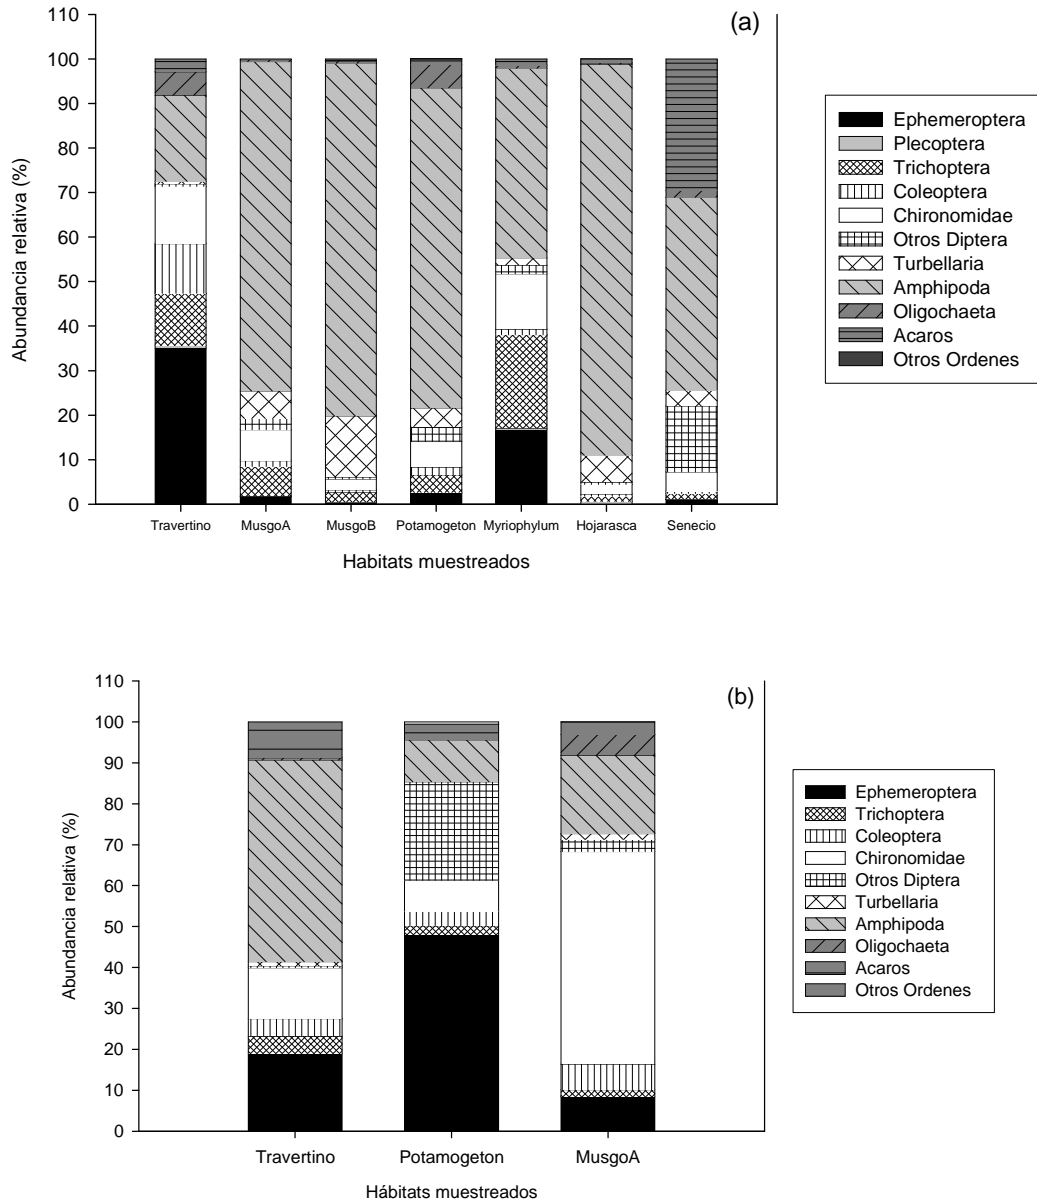 (a)
110
100
90
80
70
60
50
40
30
20
10
0
Abundancia relativa (%)
Travertino MusgoA MusgoB Potamogeton Myriophylum Hojarasca Senecio
Habitats muestreados
Ephemeroptera
Plecoptera
Trichoptera
Coleoptera
Chironomidae
Otros Diptera
Turbellaria
Amphipoda
Oligochaeta
Acaros
Otros Ordenes
(b)
110
100
90
80
70
60
50
40
30
20
10
0
Abundancia relativa (%)
Travertino Potamogeton MusgoA
Hábitats muestreados
Ephemeroptera
Trichoptera
Coleoptera
Chironomidae
Otros Diptera
Turbellaria
Amphipoda
Oligochaeta
Acaros
Otros Ordenes